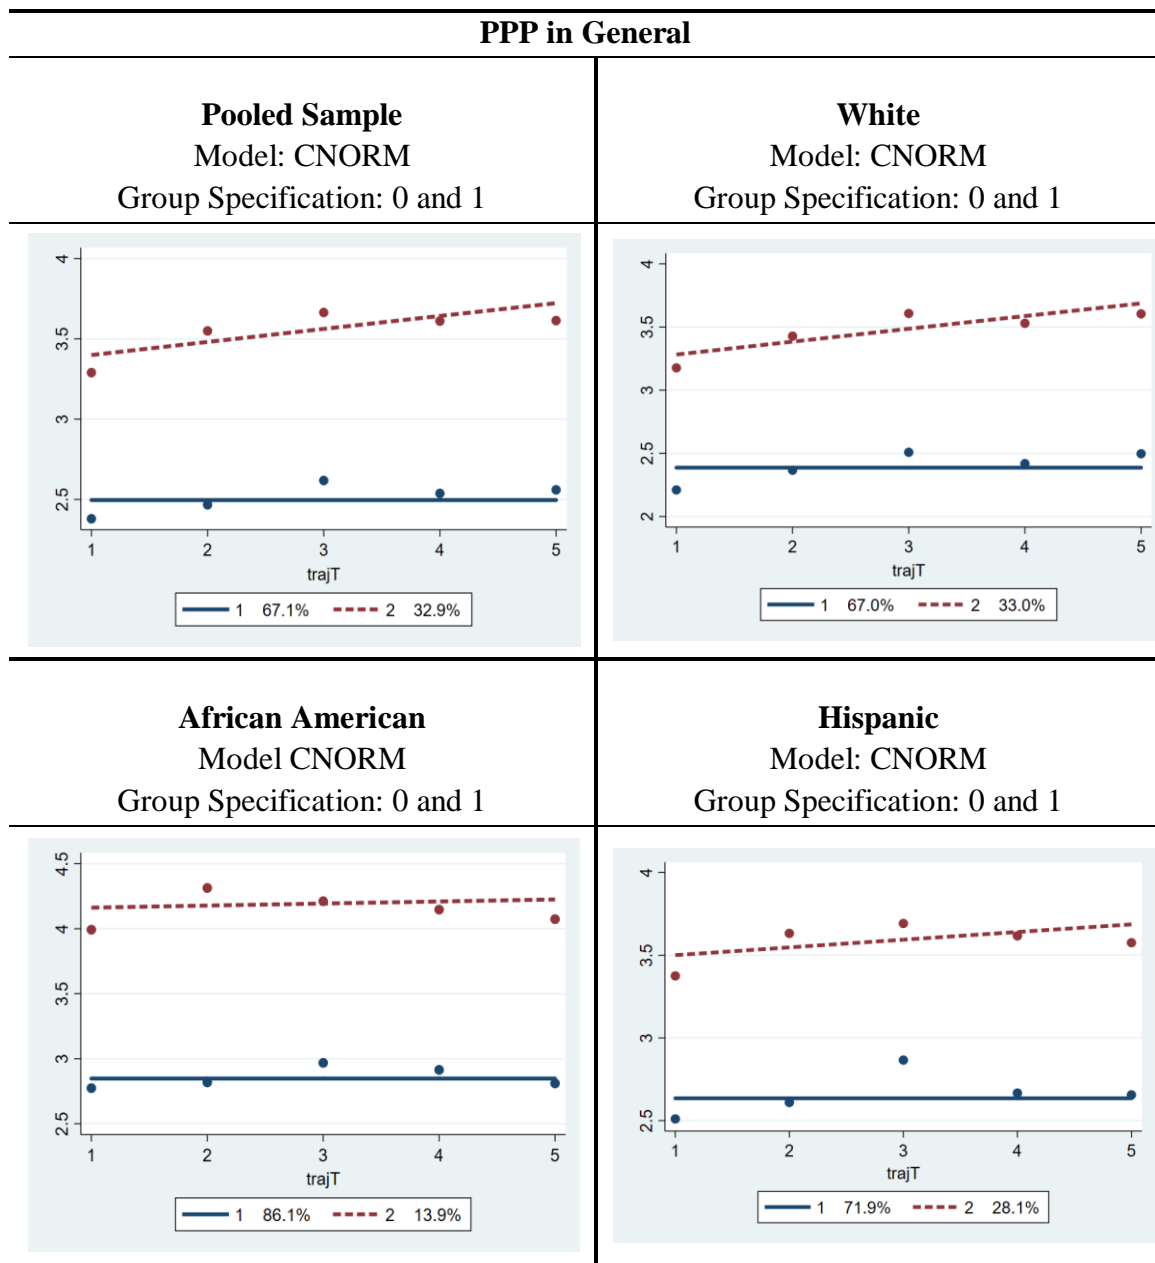 PPP in General
Pooled Sample
Model: CNORM
Group Specification: 0 and 1
White
Model: CNORM
Group Specification: 0 and 1
4
3.5
3
2.5
1 2 3 4 5
trajT
1 67.1% 2 32.9%
4
3.5
3
2.5
2
1 2 3 4 5
trajT
1 67.0% 2 33.0%
African American
Model CNORM
Group Specification: 0 and 1
Hispanic
Model: CNORM
Group Specification: 0 and 1
4.5
4
3.5
3
2.5
1 2 3 4 5
trajT
1 86.1% 2 13.9%
4
3.5
3
2.5
1 2 3 4 5
trajT
1 71.9% 2 28.1%